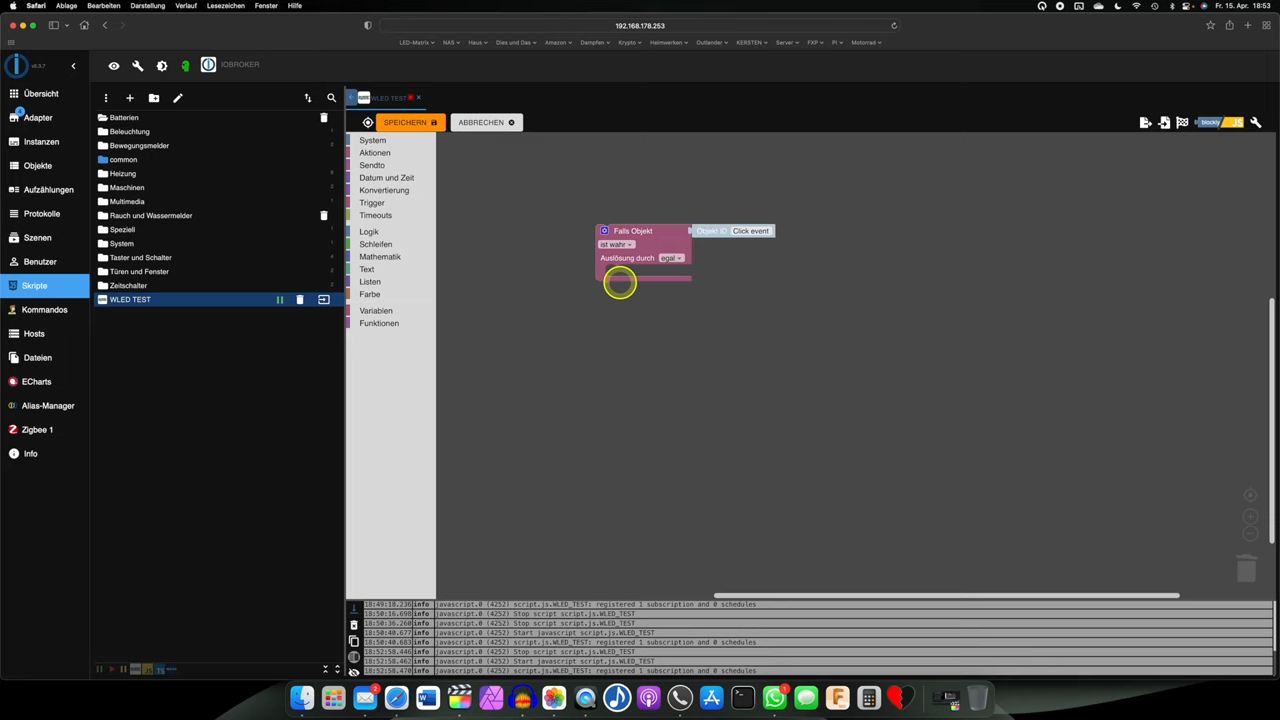 Safari Ablage Bearbeiten Darstellung Verlauf Lesezeichen Fenster Hilfe
Fr. 15. Apr. 18:53
192.168.178.253
LED-Matrix NAS Haus Dies und Das Amazon Dampfen Krypto Heimwerken Outlander KERSTEN Server FXP PI Motorrad
IOBROKER
Übersicht
Adapter
Instanzen
Objekte
Aufzählungen
Protokolle
Szenen
Benutzer
Skripte
Kommandos
Hosts
Dateien
ECharts
Alias-Manager
Zigbee 1
Info
Batterien
Beleuchtung
Bewegungsmelder
common
Heizung
Maschinen
Multimedia
Rauch und Wassermelder
Speziell
System
Taster und Schalter
Türen und Fenster
Zeitschalter
WLED TEST
WLED TEST
SPEICHERN
ABBRECHEN
blockly
JS
System
Aktionen
Sendto
Datum und Zeit
Konvertierung
Trigger
Timeouts
Logik
Schleifen
Mathematik
Text
Listen
Farbe
Variablen
Funktionen
Falls Objekt
Objekt ID Click event
ist wahr
Auslösung durch egal
18:49:18.236 info javascript.0 (4252) script.js.WLED_TEST: registered 1 subscription and 0 schedules
18:50:16.698 info javascript.0 (4252) Stop script script.js.WLED_TEST
18:50:36.260 info javascript.0 (4252) Stop script script.js.WLED_TEST
18:50:40.677 info javascript.0 (4252) Start javascript script.js.WLED_TEST
18:50:40.683 info javascript.0 (4252) script.js.WLED_TEST: registered 1 subscription and 0 schedules
18:52:58.446 info javascript.0 (4252) Stop script script.js.WLED_TEST
18:52:58.462 info javascript.0 (4252) Start javascript script.js.WLED_TEST
18:52:58.470 info javascript.0 (4252) script.js.WLED_TEST: registered 1 subscription and 0 schedules